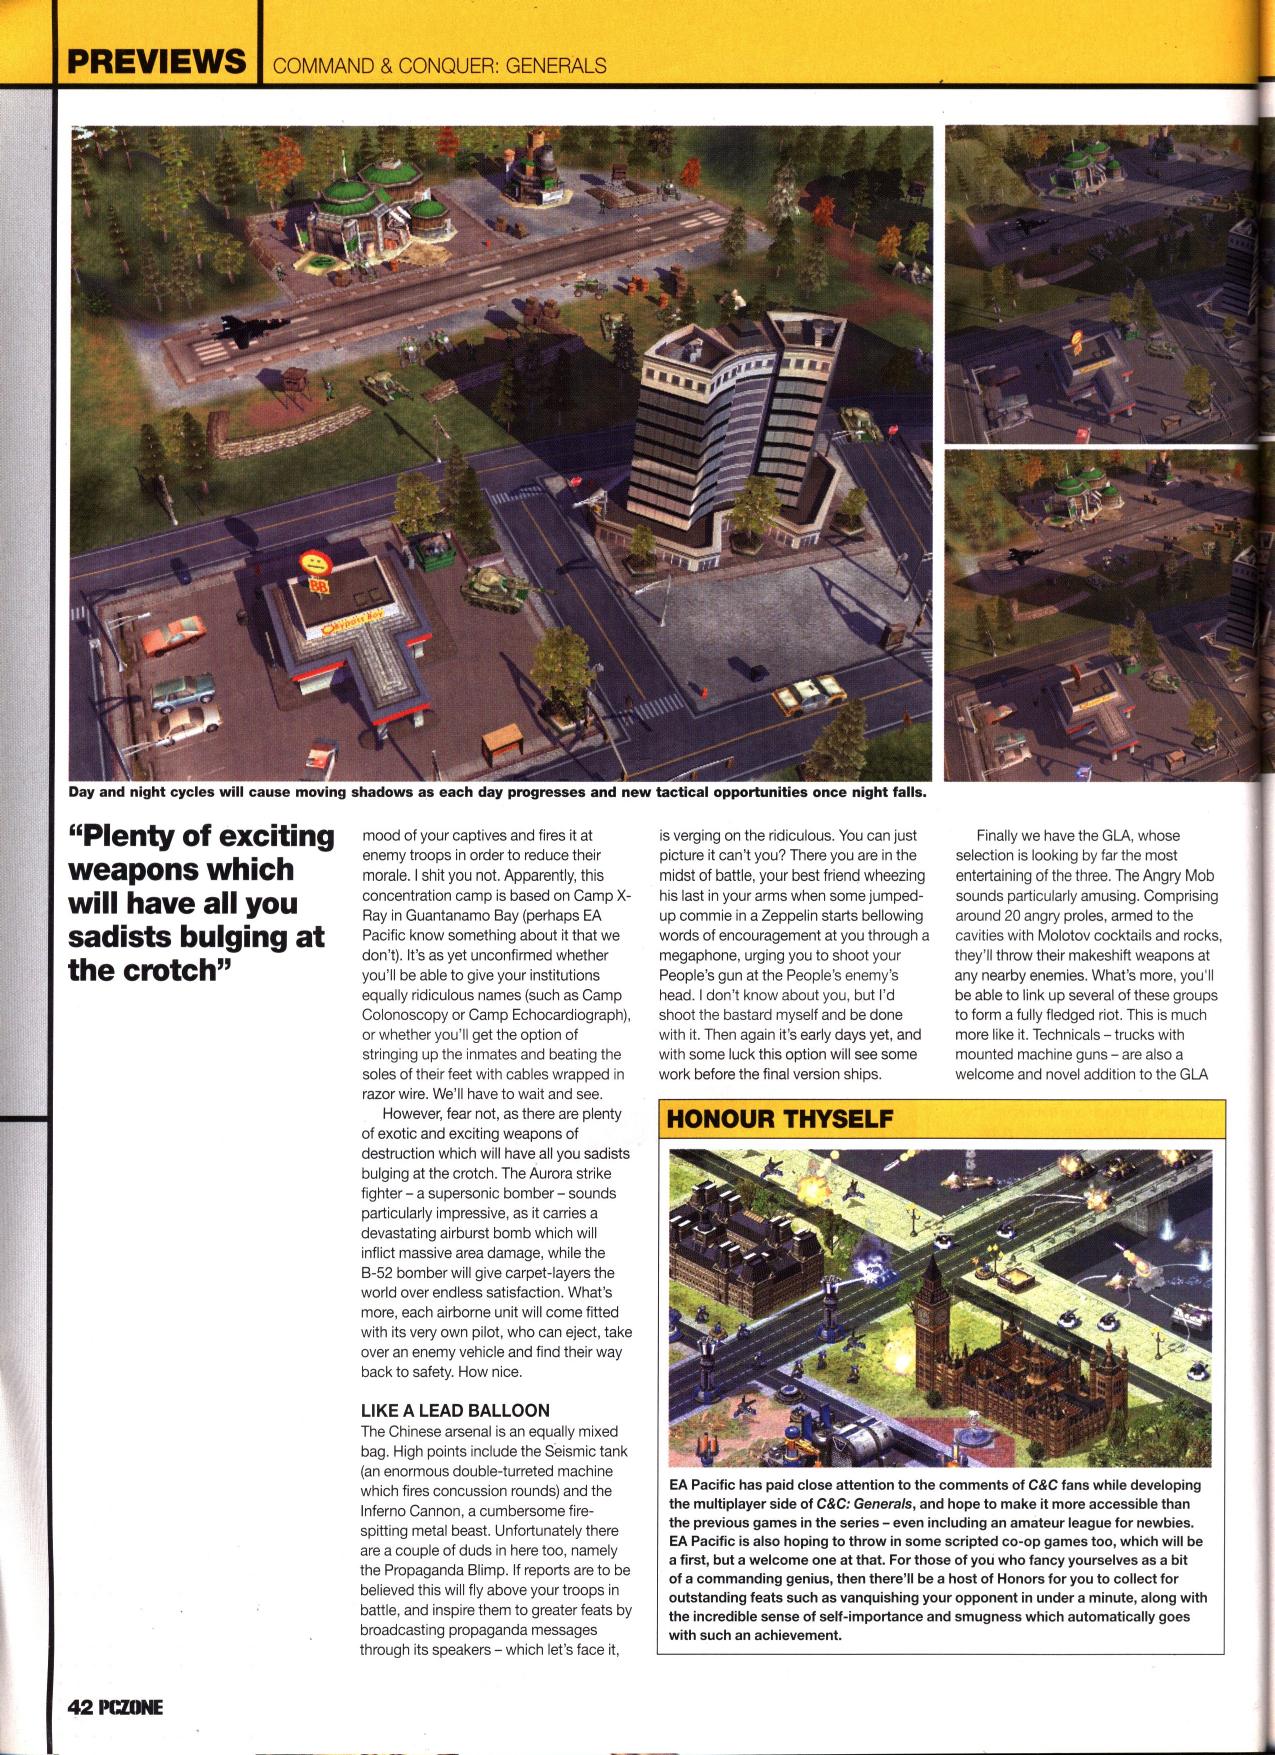 PREVIEWS
COMMAND & CONQUER: GENERALS
BB
Bypass Boy
Day and night cycles will cause moving shadows as each day progresses and new tactical opportunities once night falls.
“Plenty of exciting
weapons which
will have all you
sadists bulging at
the crotch”
mood of your captives and fires it at
enemy troops in order to reduce their
morale. I shit you not. Apparently, this
concentration camp is based on Camp X-
Ray in Guantanamo Bay (perhaps EA
Pacific know something about it that we
don't). It's as yet unconfirmed whether
you'll be able to give your institutions
equally ridiculous names (such as Camp
Colonoscopy or Camp Echocardiograph),
or whether you'll get the option of
stringing up the inmates and beating the
soles of their feet with cables wrapped in
razor wire. We'll have to wait and see.
However, fear not, as there are plenty
of exotic and exciting weapons of
destruction which will have all you sadists
bulging at the crotch. The Aurora strike
fighter – a supersonic bomber – sounds
particularly impressive, as it carries a
devastating airburst bomb which will
inflict massive area damage, while the
B-52 bomber will give carpet-layers the
world over endless satisfaction. What's
more, each airborne unit will come fitted
with its very own pilot, who can eject, take
over an enemy vehicle and find their way
back to safety. How nice.
LIKE A LEAD BALLOON
The Chinese arsenal is an equally mixed
bag. High points include the Seismic tank
(an enormous double-turreted machine
which fires concussion rounds) and the
Inferno Cannon, a cumbersome fire-
spitting metal beast. Unfortunately there
are a couple of duds in here too, namely
the Propaganda Blimp. If reports are to be
believed this will fly above your troops in
battle, and inspire them to greater feats by
broadcasting propaganda messages
through its speakers – which let's face it,
is verging on the ridiculous. You can just
picture it can't you? There you are in the
midst of battle, your best friend wheezing
his last in your arms when some jumped-
up commie in a Zeppelin starts bellowing
words of encouragement at you through a
megaphone, urging you to shoot your
People's gun at the People's enemy's
head. I don't know about you, but I'd
shoot the bastard myself and be done
with it. Then again it's early days yet, and
with some luck this option will see some
work before the final version ships.
Finally we have the GLA, whose
selection is looking by far the most
entertaining of the three. The Angry Mob
sounds particularly amusing. Comprising
around 20 angry proles, armed to the
cavities with Molotov cocktails and rocks,
they'll throw their makeshift weapons at
any nearby enemies. What's more, you'll
be able to link up several of these groups
to form a fully fledged riot. This is much
more like it. Technicals – trucks with
mounted machine guns – are also a
welcome and novel addition to the GLA
HONOUR THYSELF
EA Pacific has paid close attention to the comments of C&C fans while developing
the multiplayer side of C&C: Generals, and hope to make it more accessible than
the previous games in the series – even including an amateur league for newbies.
EA Pacific is also hoping to throw in some scripted co-op games too, which will be
a first, but a welcome one at that. For those of you who fancy yourselves as a bit
of a commanding genius, then there'll be a host of Honors for you to collect for
outstanding feats such as vanquishing your opponent in under a minute, along with
the incredible sense of self-importance and smugness which automatically goes
with such an achievement.
42 PCZONE